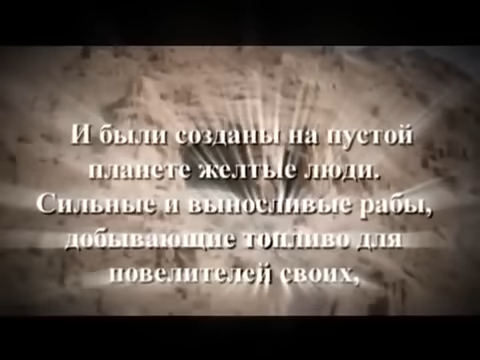 И были созданы на пустой
планете желтые люди.
Сильные и выносливые рабы,
добывающие топливо для
повелителей своих,